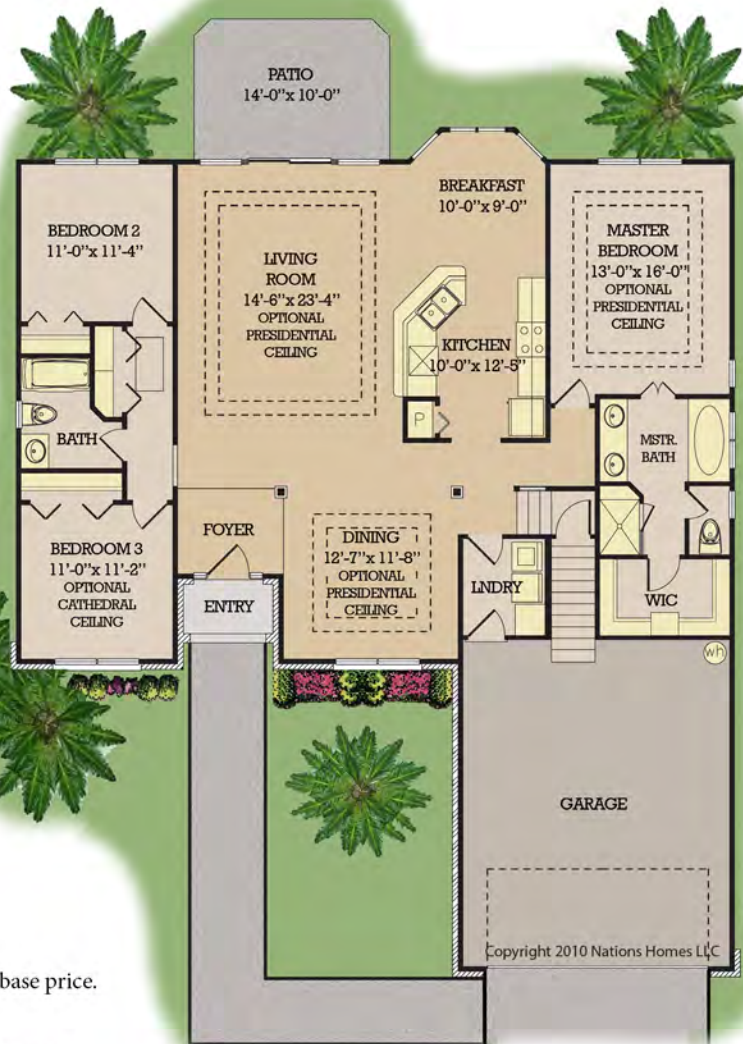 PATIO
14'-0"x 10'-0"
BREAKFAST
10'-0"x 9'-0"
BEDROOM 2
11'-0"x 11'-4"
LIVING
ROOM
14'-6"x 23'-4"
OPTIONAL
PRESIDENTIAL
CEILING
MASTER
BEDROOM
13'-0"x 16'-0"
OPTIONAL
PRESIDENTIAL
CEILING
KITCHEN
10'-0"x 12'-5"
P
BATH
MSTR.
BATH
FOYER
DINING
12'-7"x 11'-8"
OPTIONAL
PRESIDENTIAL
CEILING
BEDROOM 3
11'-0"x 11'-2"
OPTIONAL
CATHEDRAL
CEILING
ENTRY
LNDRY
WIC
wh
GARAGE
Copyright 2010 Nations Homes LLC
base price.